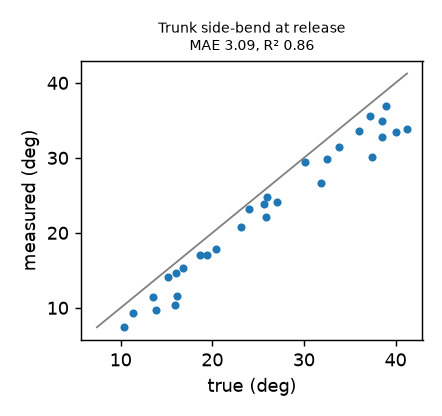 Trunk side-bend at release
MAE 3.09, R² 0.86
measured (deg)
40
30
20
10
10 20 30 40
true (deg)